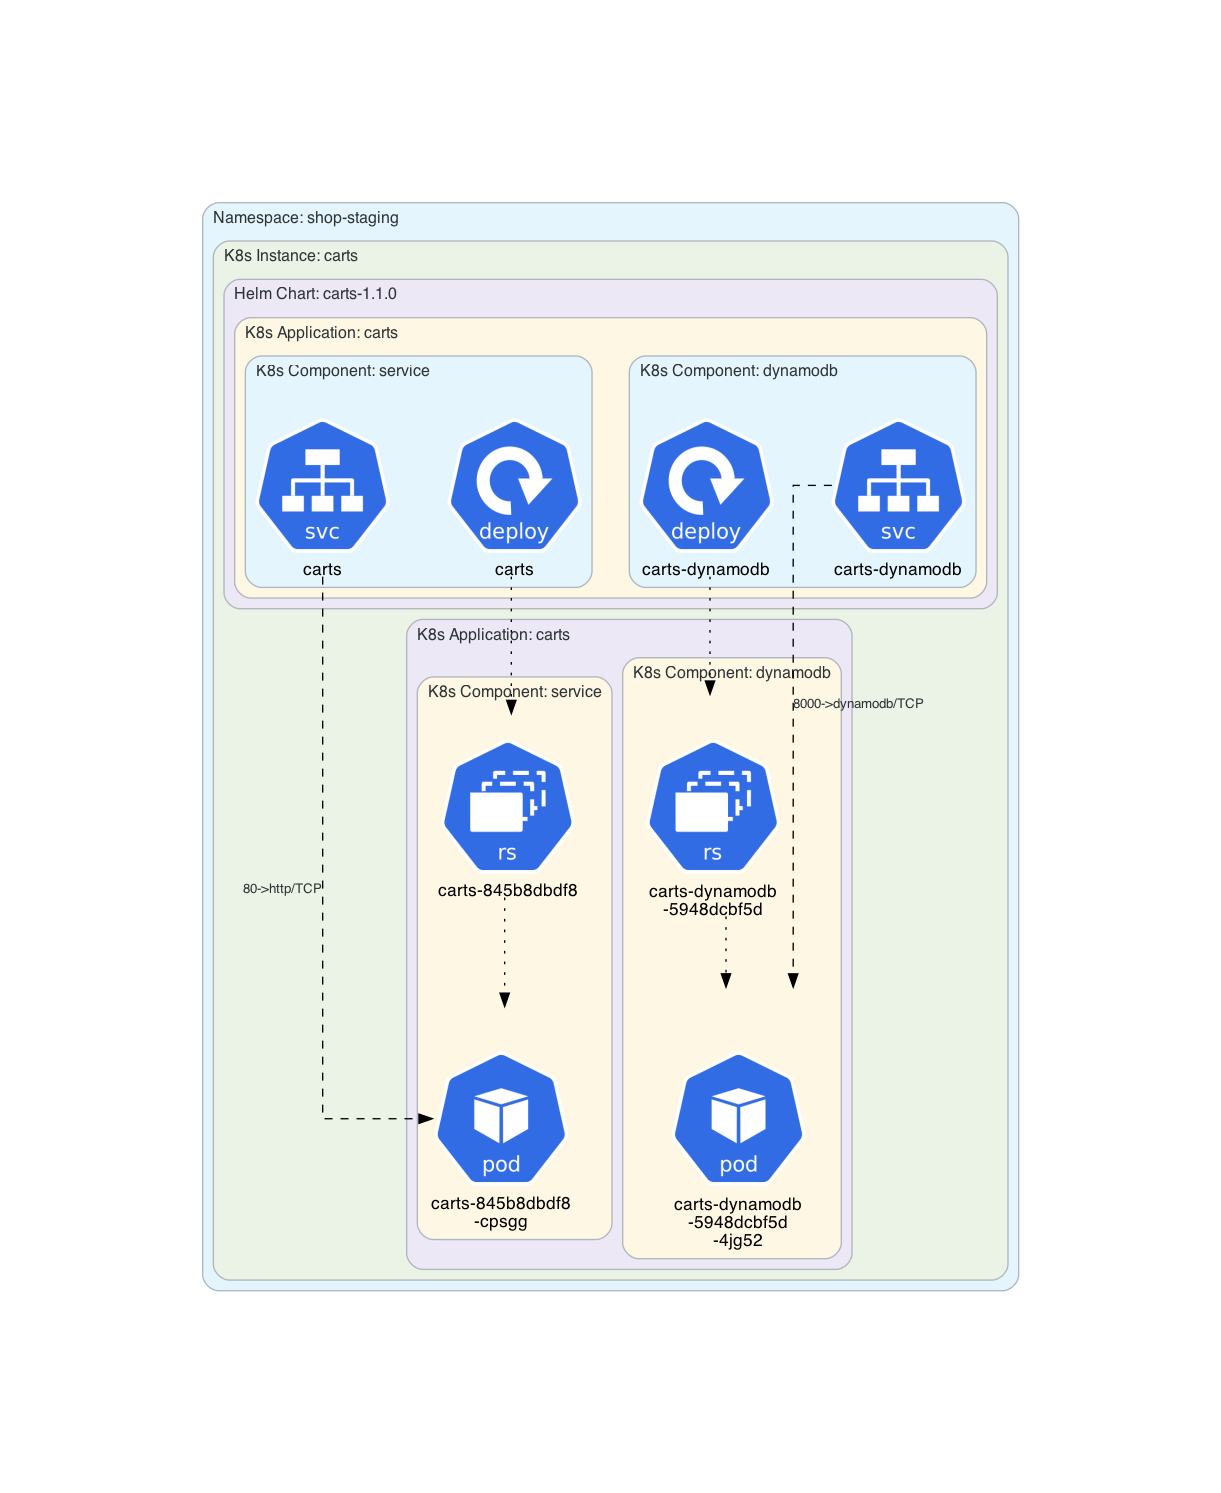 Namespace: shop-staging
K8s Instance: carts
Helm Chart: carts-1.1.0
K8s Application: carts
K8s Component: service
K8s Component: dynamodb
svc
deploy
deploy
svc
carts
carts
carts-dynamodb
carts-dynamodb
K8s Application: carts
K8s Component: service
K8s Component: dynamodb
8000->dynamodb/TCP
rs
rs
80->http/TCP
carts-845b8dbdf8
carts-dynamodb
-5948dcbf5d
pod
pod
carts-845b8dbdf8
-cpsgg
carts-dynamodb
-5948dcbf5d
-4jg52